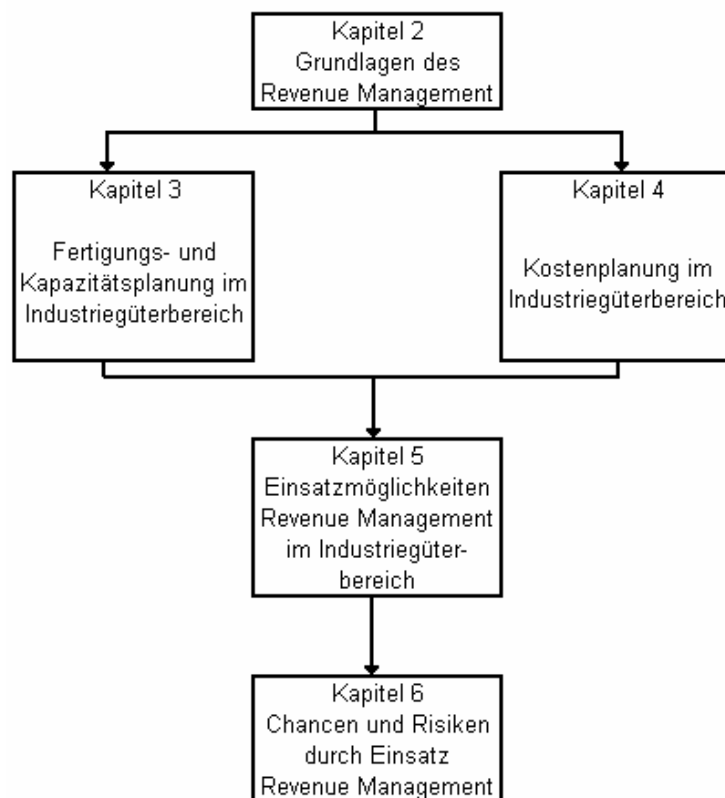 Kapitel 2
Grundlagen des
Revenue Management
Kapitel 3
Fertigungs- und
Kapazitätsplanung im
Industriegüterbereich
Kapitel 4
Kostenplanung im
Industriegüterbereich
Kapitel 5
Einsatzmöglichkeiten
Revenue Management
im Industriegüter-
bereich
Kapitel 6
Chancen und Risiken
durch Einsatz
Revenue Management